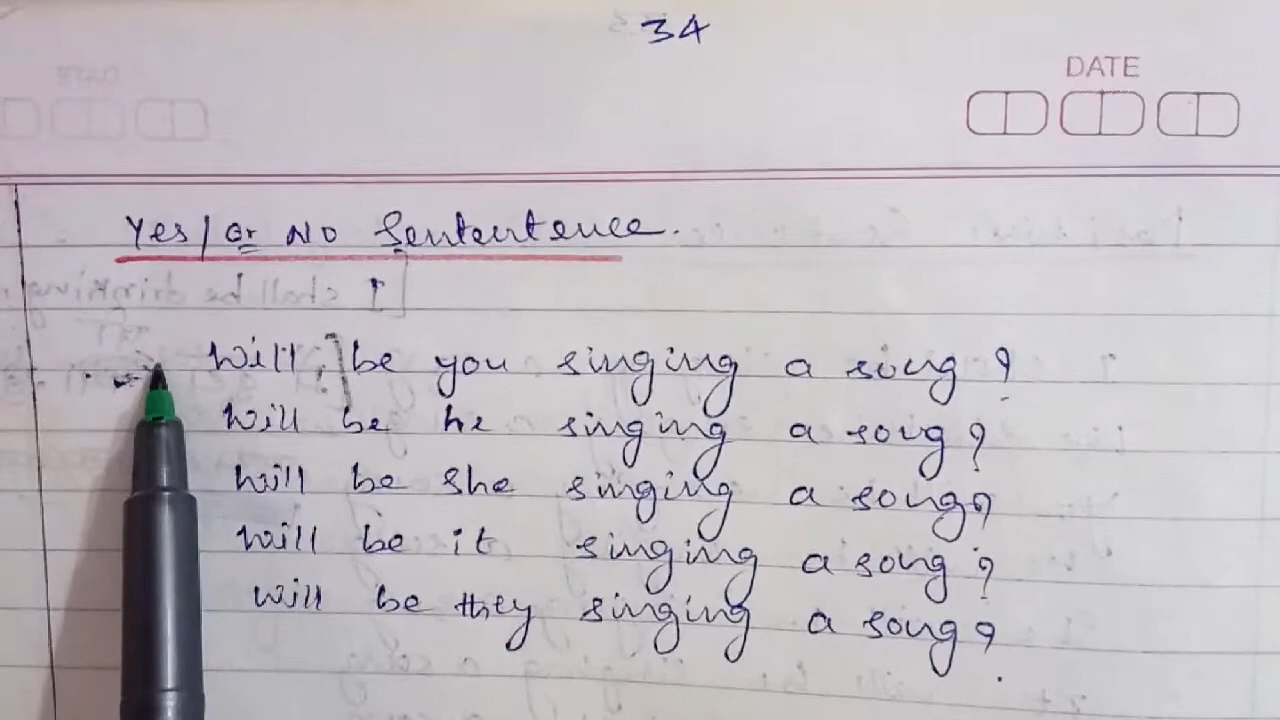 34
DATE
Yes/ or No Sententence.
Will be you singing a song?
Will be he singing a song?
Will be she singing a song?
Will be it singing a song?
Will be they singing a song?